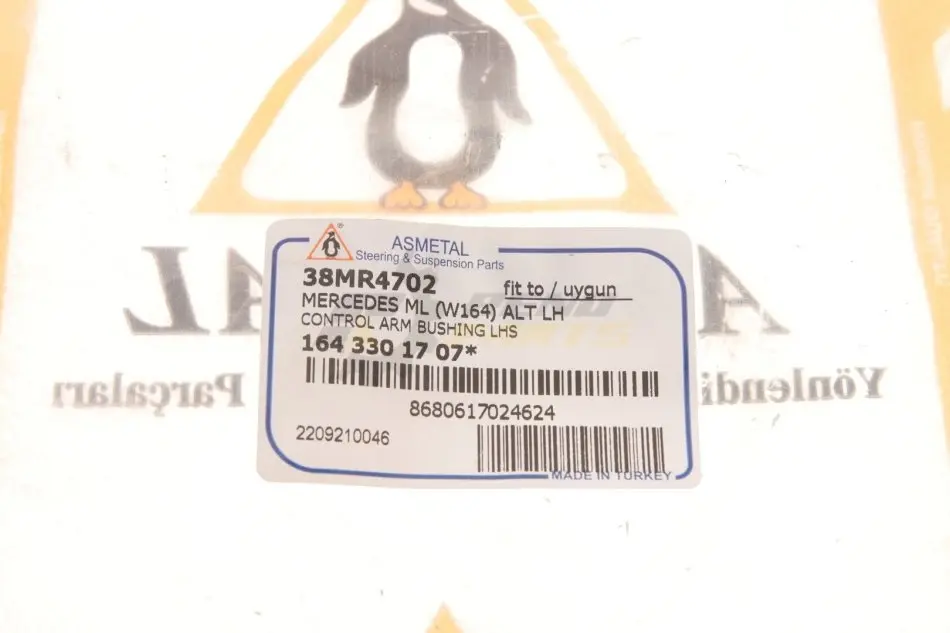 ASMETAL
Steering & Suspension Parts
38MR4702 fit to / uygun
MERCEDES ML (W164) ALT LH
CONTROL ARM BUSHING LHS
164 330 17 07*
8680617024624
2209210046
MADE IN TURKEY
Yönlendi
Parçaları